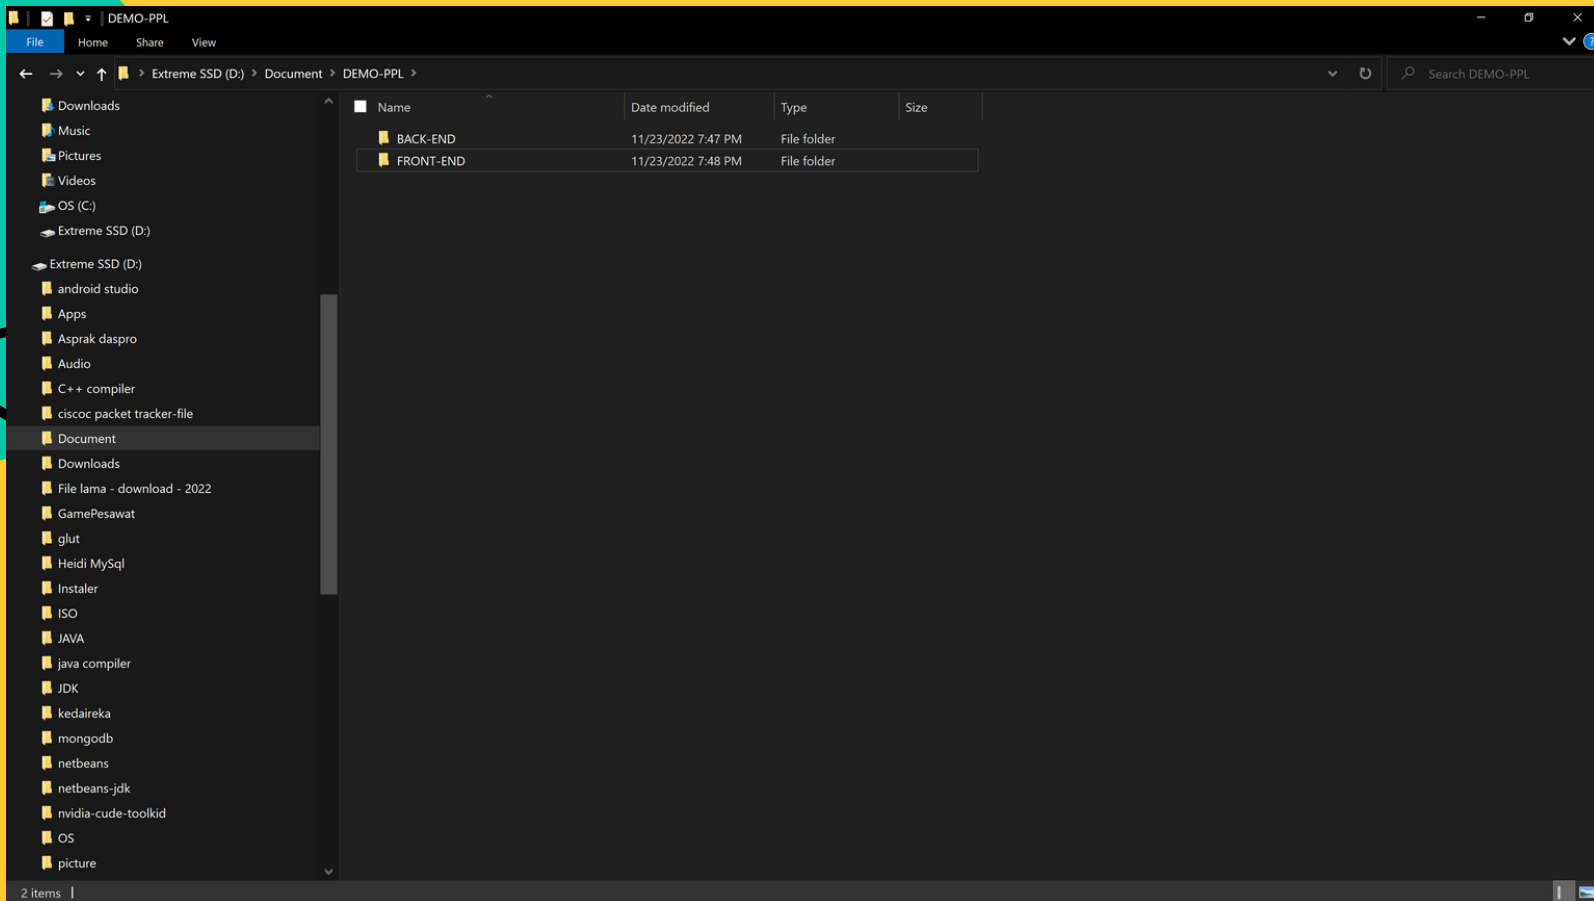 DEMO-PPL
File Home Share View
Extreme SSD (D:) Document DEMO-PPL
Search DEMO-PPL
Downloads
Music
Pictures
Videos
OS (C:)
Extreme SSD (D:)
Extreme SSD (D:)
android studio
Apps
Asprak daspro
Audio
C++ compiler
ciscoc packet tracker-file
Document
Downloads
File lama - download - 2022
GamePesawat
glut
Heidi MySql
Instaler
ISO
JAVA
java compiler
JDK
kedaireka
mongodb
netbeans
netbeans-jdk
nvidia-cude-toolkid
OS
picture
Name Date modified Type Size
BACK-END 11/23/2022 7:47 PM File folder
FRONT-END 11/23/2022 7:48 PM File folder
2 items